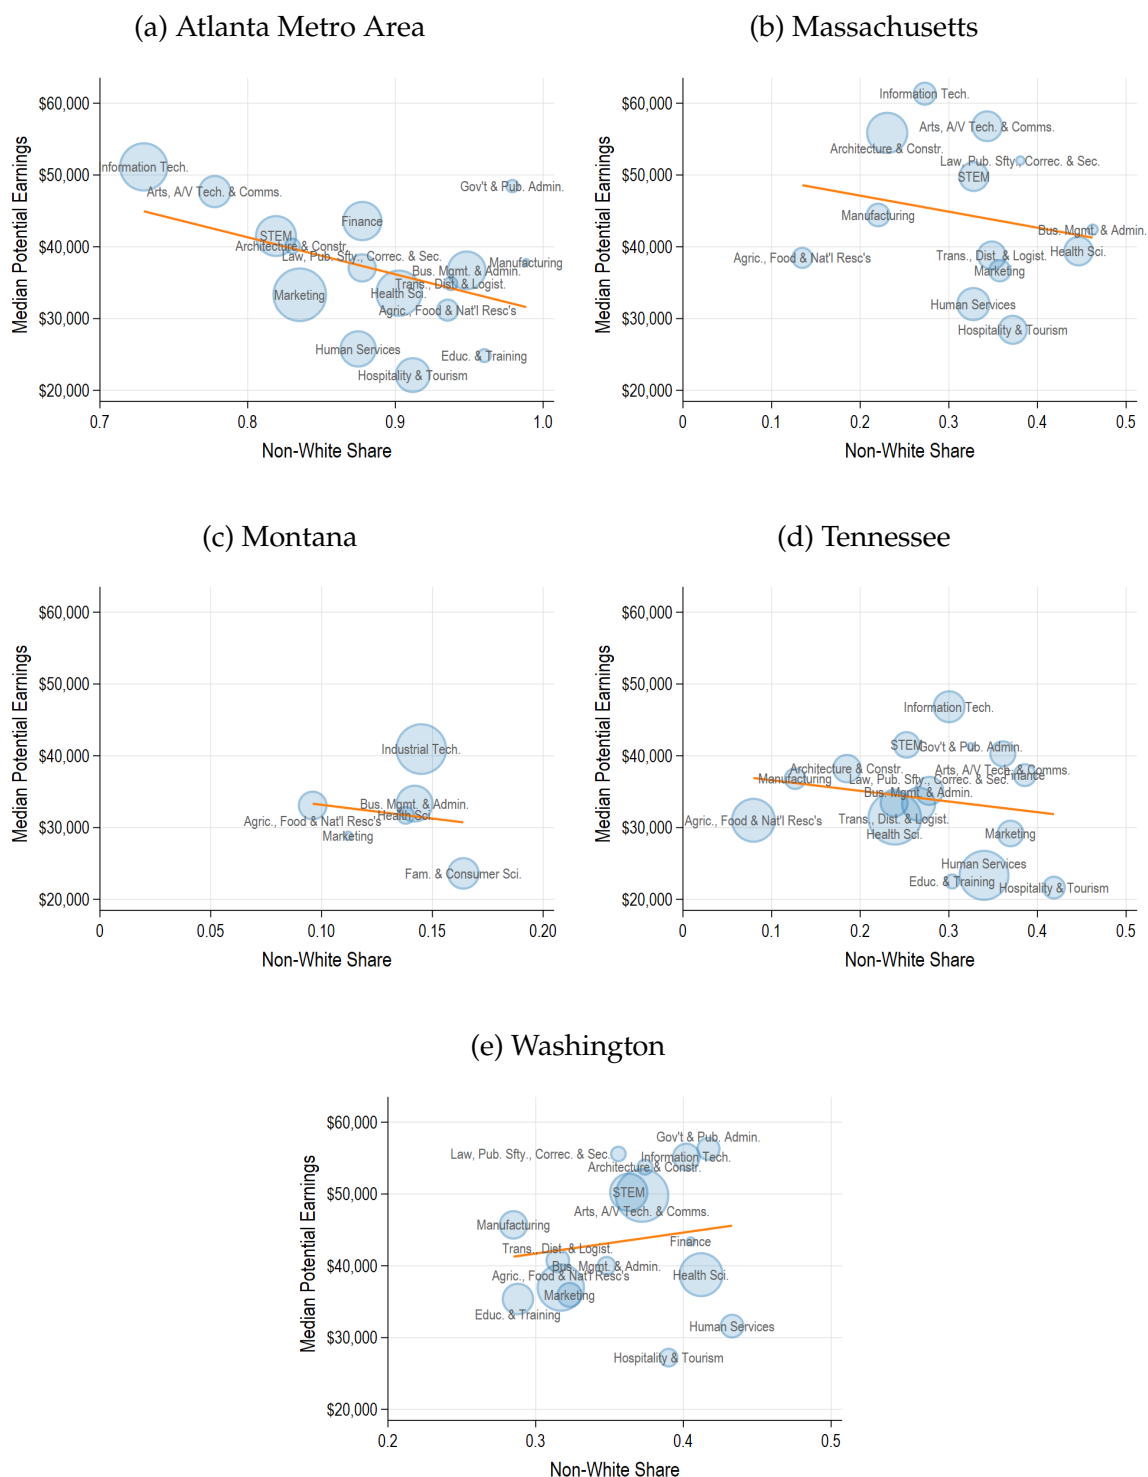 (a) Atlanta Metro Area
Median Potential Earnings
$60,000
$50,000
$40,000
$30,000
$20,000
Information Tech.
Arts, A/V Tech. & Comms.
Gov't & Pub. Admin.
Finance
STEM
Architecture & Constr.
Law, Pub. Sfty., Correc. & Sec.
Manufacturing
Bus. Mgmt. & Admin.
Trans., Dist. & Logist.
Marketing
Health Sci.
Agric., Food & Nat'l Resc's
Human Services
Educ. & Training
Hospitality & Tourism
0.7 0.8 0.9 1.0
Non-White Share
(b) Massachusetts
Median Potential Earnings
$60,000
$50,000
$40,000
$30,000
$20,000
Information Tech.
Arts, A/V Tech. & Comms.
Architecture & Constr.
Law, Pub. Sfty., Correc. & Sec.
STEM
Manufacturing
Bus. Mgmt. & Admin.
Health Sci.
Agric., Food & Nat'l Resc's
Trans., Dist. & Logist.
Marketing
Human Services
Hospitality & Tourism
0 0.1 0.2 0.3 0.4 0.5
Non-White Share
(c) Montana
Median Potential Earnings
$60,000
$50,000
$40,000
$30,000
$20,000
Industrial Tech.
Bus. Mgmt. & Admin.
Health Sci.
Agric., Food & Nat'l Resc's
Marketing
Fam. & Consumer Sci.
0 0.05 0.10 0.15 0.20
Non-White Share
(d) Tennessee
Median Potential Earnings
$60,000
$50,000
$40,000
$30,000
$20,000
Information Tech.
STEM
Gov't & Pub. Admin.
Architecture & Constr.
Arts, A/V Tech. & Comms.
Finance
Manufacturing
Law, Pub. Sfty., Correc. & Sec.
Bus. Mgmt. & Admin.
Agric., Food & Nat'l Resc's
Trans., Dist. & Logist.
Health Sci.
Marketing
Human Services
Educ. & Training
Hospitality & Tourism
0 0.1 0.2 0.3 0.4 0.5
Non-White Share
(e) Washington
Median Potential Earnings
$60,000
$50,000
$40,000
$30,000
$20,000
Gov't & Pub. Admin.
Law, Pub. Sfty., Correc. & Sec.
Information Tech.
Architecture & Constr.
STEM
Arts, A/V Tech. & Comms.
Manufacturing
Finance
Trans., Dist. & Logist.
Bus. Mgmt. & Admin.
Agric., Food & Nat'l Resc's
Health Sci.
Marketing
Educ. & Training
Human Services
Hospitality & Tourism
0.2 0.3 0.4 0.5
Non-White Share